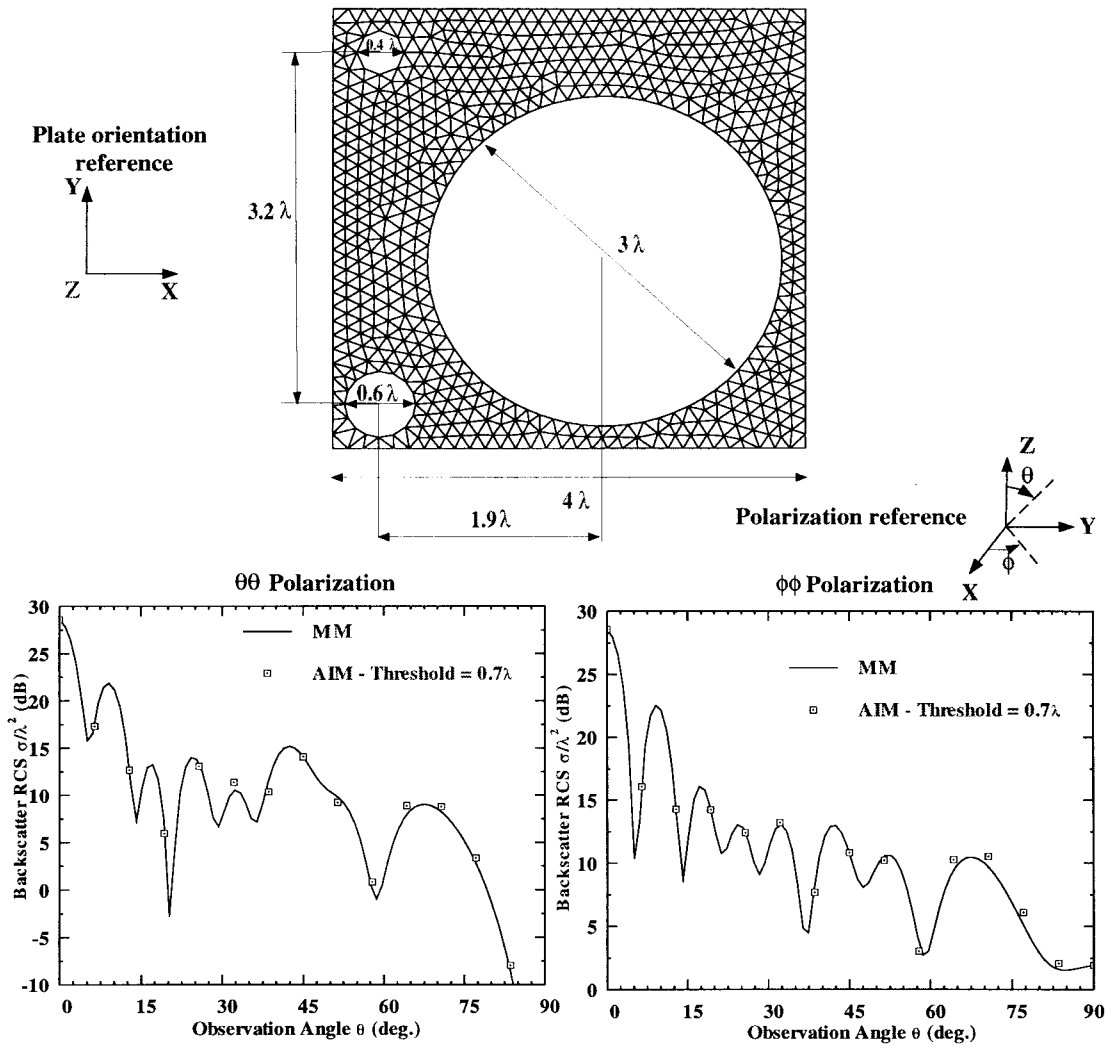 0.4 λ
Plate orientation
reference
Y
Z X
3.2 λ
3 λ
0.6 λ
4 λ
1.9 λ
Polarization reference
Z
θ
Y
ϕ
X
θθ Polarization
MM
AIM - Threshold = 0.7λ
Backscatter RCS σ/λ² (dB)
30
25
20
15
10
5
0
-5
-10
0 15 30 45 60 75 90
Observation Angle θ (deg.)
ϕϕ Polarization
MM
AIM - Threshold = 0.7λ
Backscatter RCS σ/λ² (dB)
30
25
20
15
10
5
0
0 15 30 45 60 75 90
Observation Angle θ (deg.)